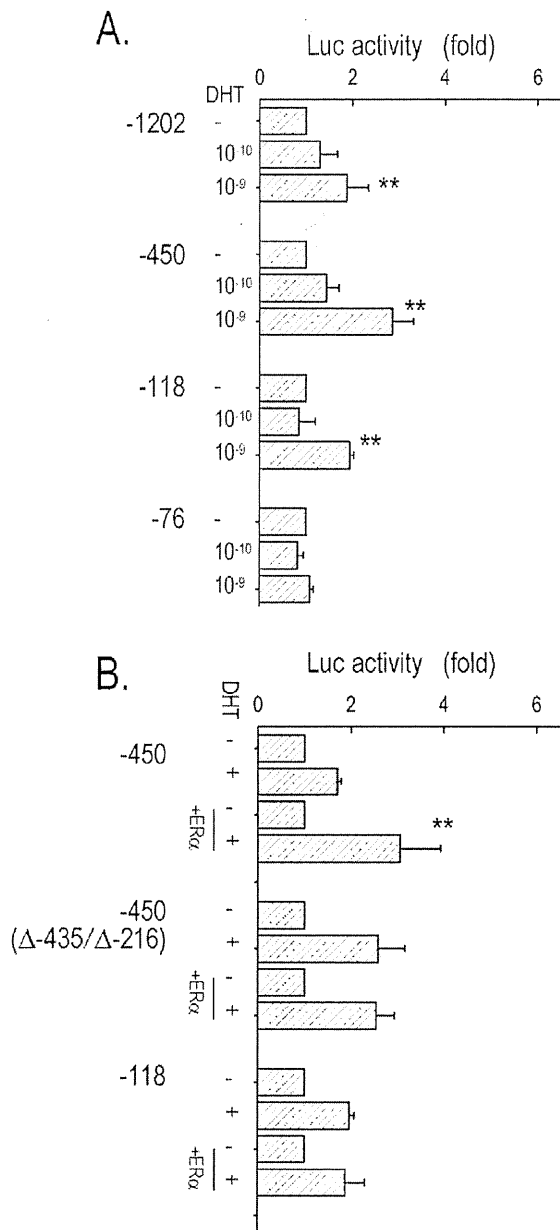 A.
Luc activity (fold)
0 2 4 6
DHT
-1202 -
10⁻¹⁰
10⁻⁹ **
-450 -
10⁻¹⁰
10⁻⁹ **
-118 -
10⁻¹⁰
10⁻⁹ **
-76 -
10⁻¹⁰
10⁻⁹
B.
Luc activity (fold)
DHT
0 2 4 6
-450 -
+
+ERα -
+ **
-450 -
(Δ-435/Δ-216) +
+ERα -
+
-118 -
+
+ERα -
+